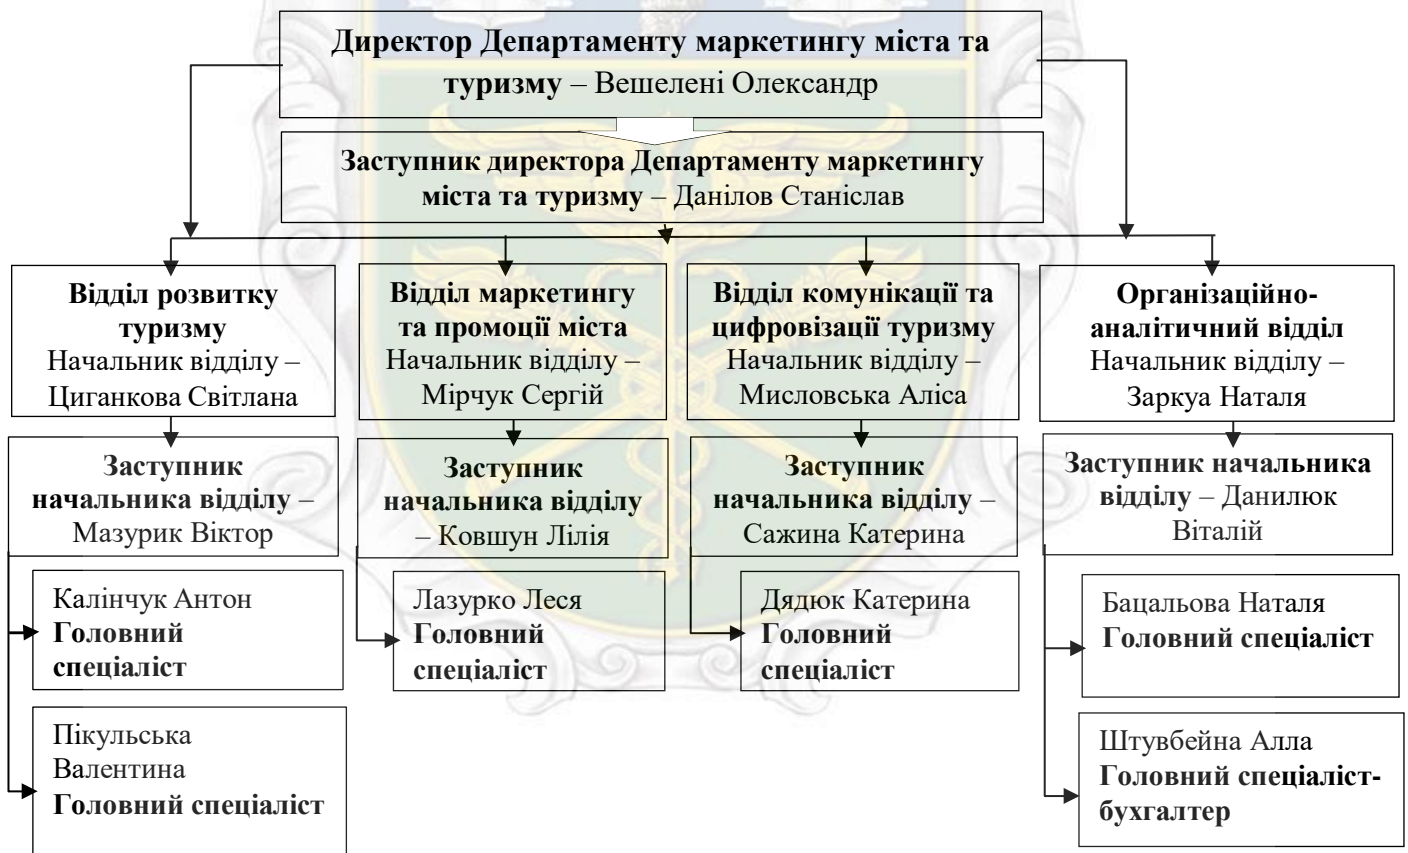 Директор Департаменту маркетингу міста та
туризму – Вешелені Олександр
Заступник директора Департаменту маркетингу
міста та туризму – Данілов Станіслав
Відділ розвитку
туризму
Начальник відділу –
Циганкова Світлана
Відділ маркетингу
та промоції міста
Начальник відділу –
Мірчук Сергій
Відділ комунікації та
цифровізації туризму
Начальник відділу –
Мисловська Аліса
Організаційно-
аналітичний відділ
Начальник відділу –
Заркуа Наталя
Заступник
начальника відділу –
Мазурик Віктор
Заступник
начальника відділу
– Ковшун Лілія
Заступник
начальника відділу –
Сажина Катерина
Заступник начальника
відділу – Данилюк
Віталій
Калінчук Антон
Головний
спеціаліст
Лазурко Леся
Головний
спеціаліст
Дядюк Катерина
Головний
спеціаліст
Бацальова Наталя
Головний спеціаліст
Пікульська
Валентина
Головний спеціаліст
Штувбейна Алла
Головний спеціаліст-
бухгалтер